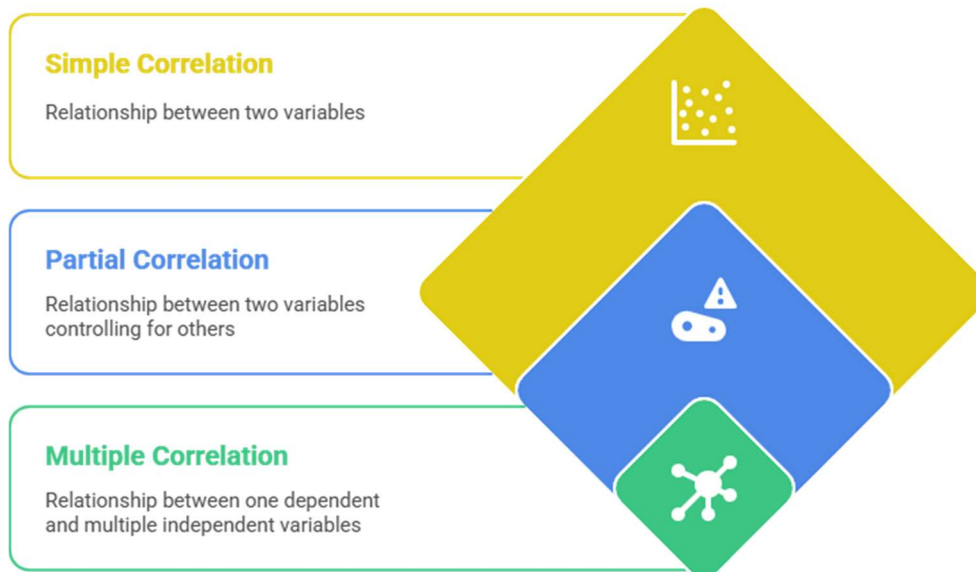 Simple Correlation
Relationship between two variables
Partial Correlation
Relationship between two variables
controlling for others
Multiple Correlation
Relationship between one dependent
and multiple independent variables